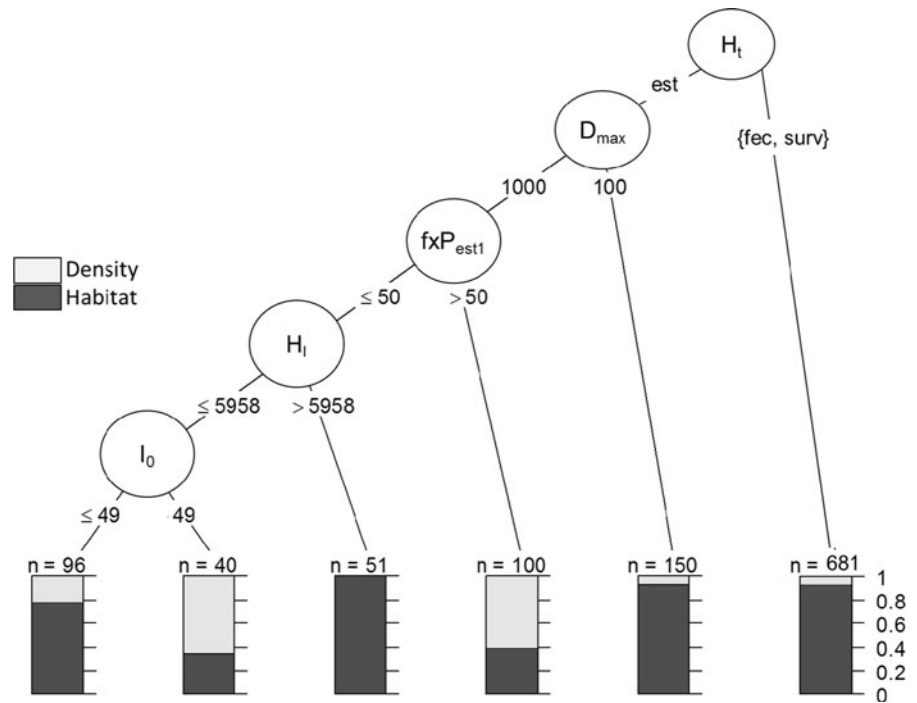 Ht
est
Dmax
{fec, surv}
1000 100
fxPest1
Density
Habitat
≤ 50 > 50
Hl
≤ 5958 > 5958
I0
≤ 49 49
n = 96 n = 40 n = 51 n = 100 n = 150 n = 681
1
0.8
0.6
0.4
0.2
0